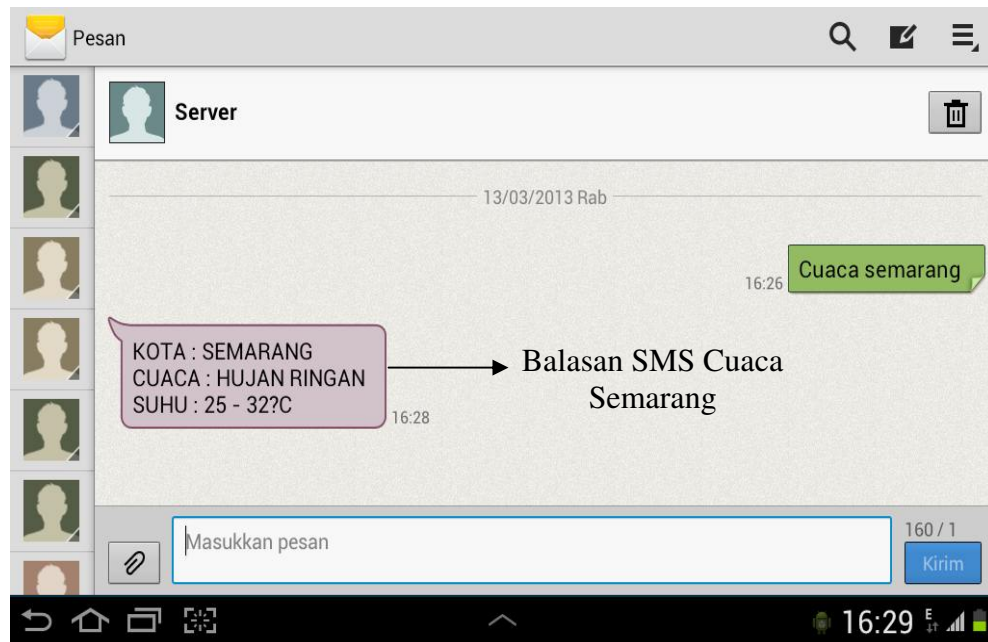 Pesan
Server
13/03/2013 Rab
Cuaca semarang
16:26
KOTA : SEMARANG
CUACA : HUJAN RINGAN
SUHU : 25 - 32?C
16:28
Balasan SMS Cuaca
Semarang
Masukkan pesan
160 / 1
Kirim
16:29
E